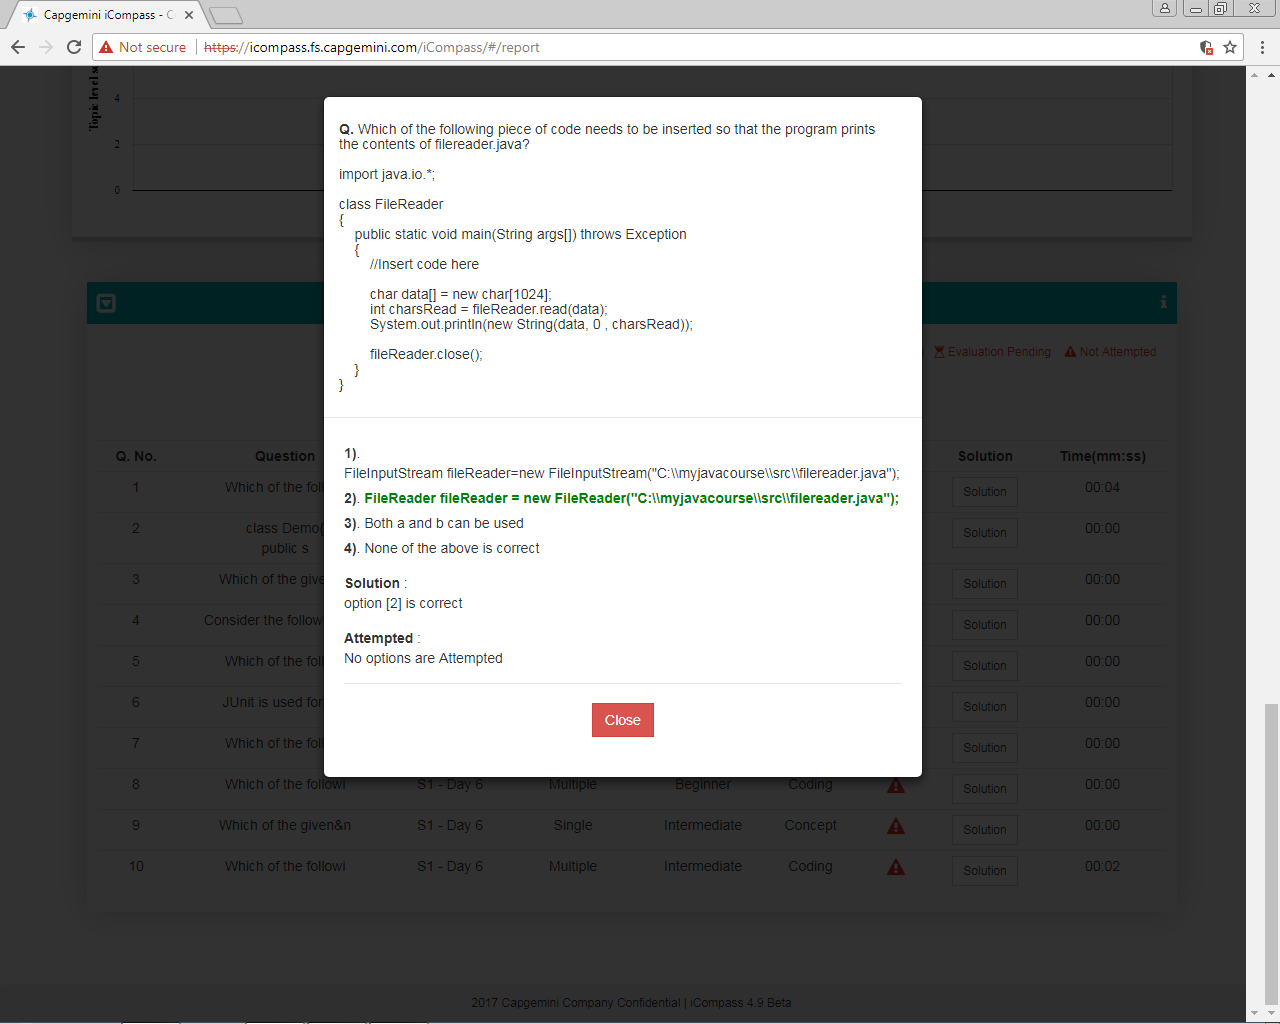 Capgemini iCompass - C
Not secure
https://icompass.fs.capgemini.com/iCompass/#/report
Topic level s
4
2
0
Q. Which of the following piece of code needs to be inserted so that the program prints
the contents of filereader.java?
import java.io.*;
class FileReader
{
public static void main(String args[]) throws Exception
{
//Insert code here
char data[] = new char[1024];
int charsRead = fileReader.read(data);
System.out.println(new String(data, 0 , charsRead));
fileReader.close();
}
}
1).
FileInputStream fileReader=new FileInputStream("C:\\myjavacourse\\src\\filereader.java");
2). FileReader fileReader = new FileReader("C:\\myjavacourse\\src\\filereader.java");
3). Both a and b can be used
4). None of the above is correct
Solution :
option [2] is correct
Attempted :
No options are Attempted
Close
Evaluation Pending Not Attempted
Q. No. Question Solution Time(mm:ss)
1 Which of the foll Solution 00:04
2 class Demo{ Solution 00:00
public s
3 Which of the give Solution 00:00
4 Consider the follow Solution 00:00
5 Which of the foll Solution 00:00
6 JUnit is used for Solution 00:00
7 Which of the foll Solution 00:00
8 Which of the followi S1 - Day 6 Multiple Beginner Coding Solution 00:00
9 Which of the given&n S1 - Day 6 Single Intermediate Concept Solution 00:00
10 Which of the followi S1 - Day 6 Multiple Intermediate Coding Solution 00:02
2017 Capgemini Company Confidential | iCompass 4.9 Beta